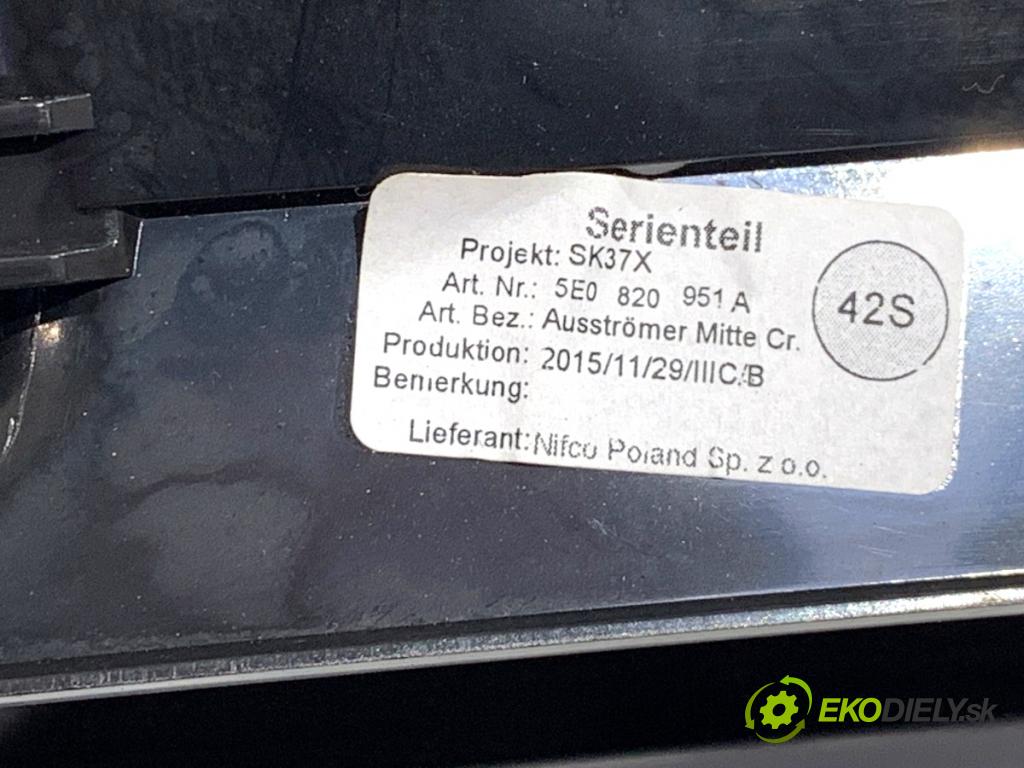 Serienteil
Projekt: SK37X
Art. Nr.: 5E0 820 951 A
Art. Bez.: Ausströmer Mitte Cr.
Produktion: 2015/11/29/IIIC/B
Bemerkung:
Lieferant: Nifco Poland Sp. z o.o.
42S
EKODIELY.sk